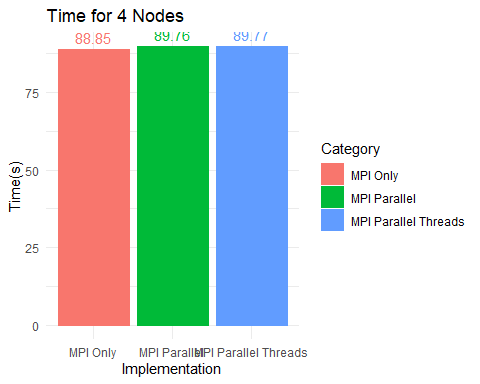 Time for 4 Nodes
88.85
89.76
89.77
Time(s)
75
50
25
0
MPI Only
MPI Parallel
MPI Parallel Threads
Implementation
Category
MPI Only
MPI Parallel
MPI Parallel Threads